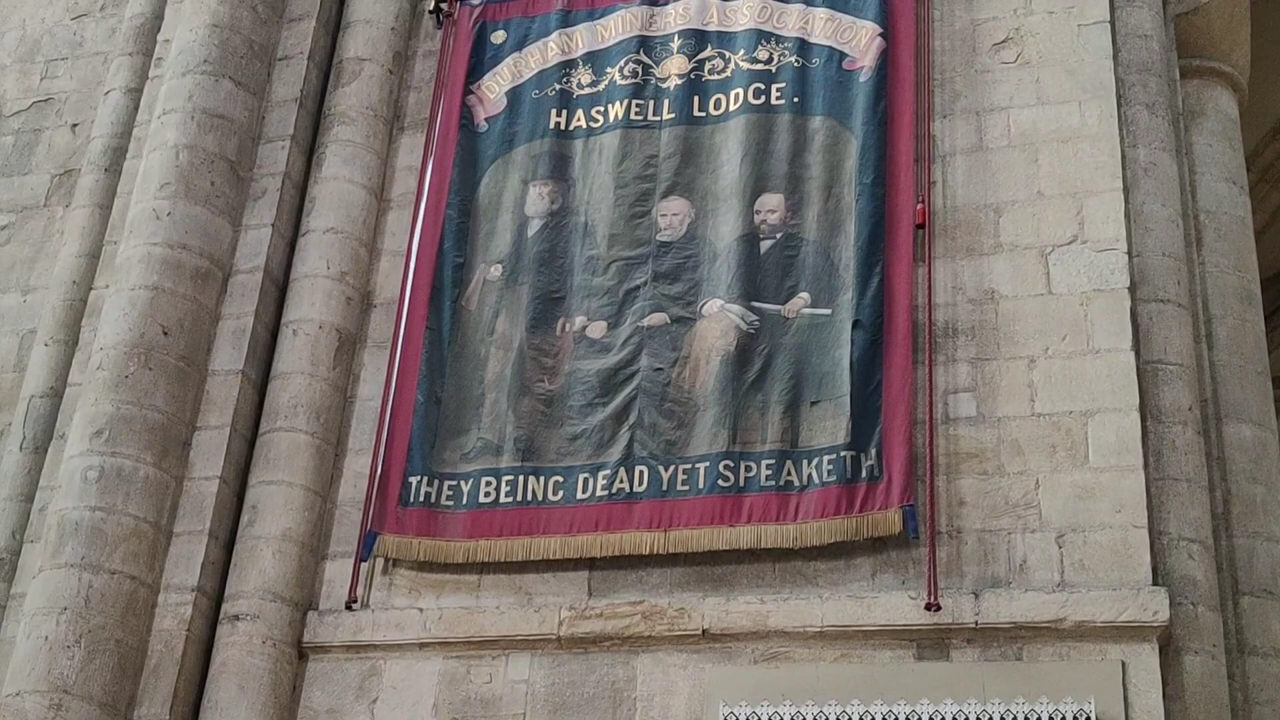 DURHAM MINERS ASSOCIATION
HASWELL LODGE.
THEY BEING DEAD YET SPEAKETH